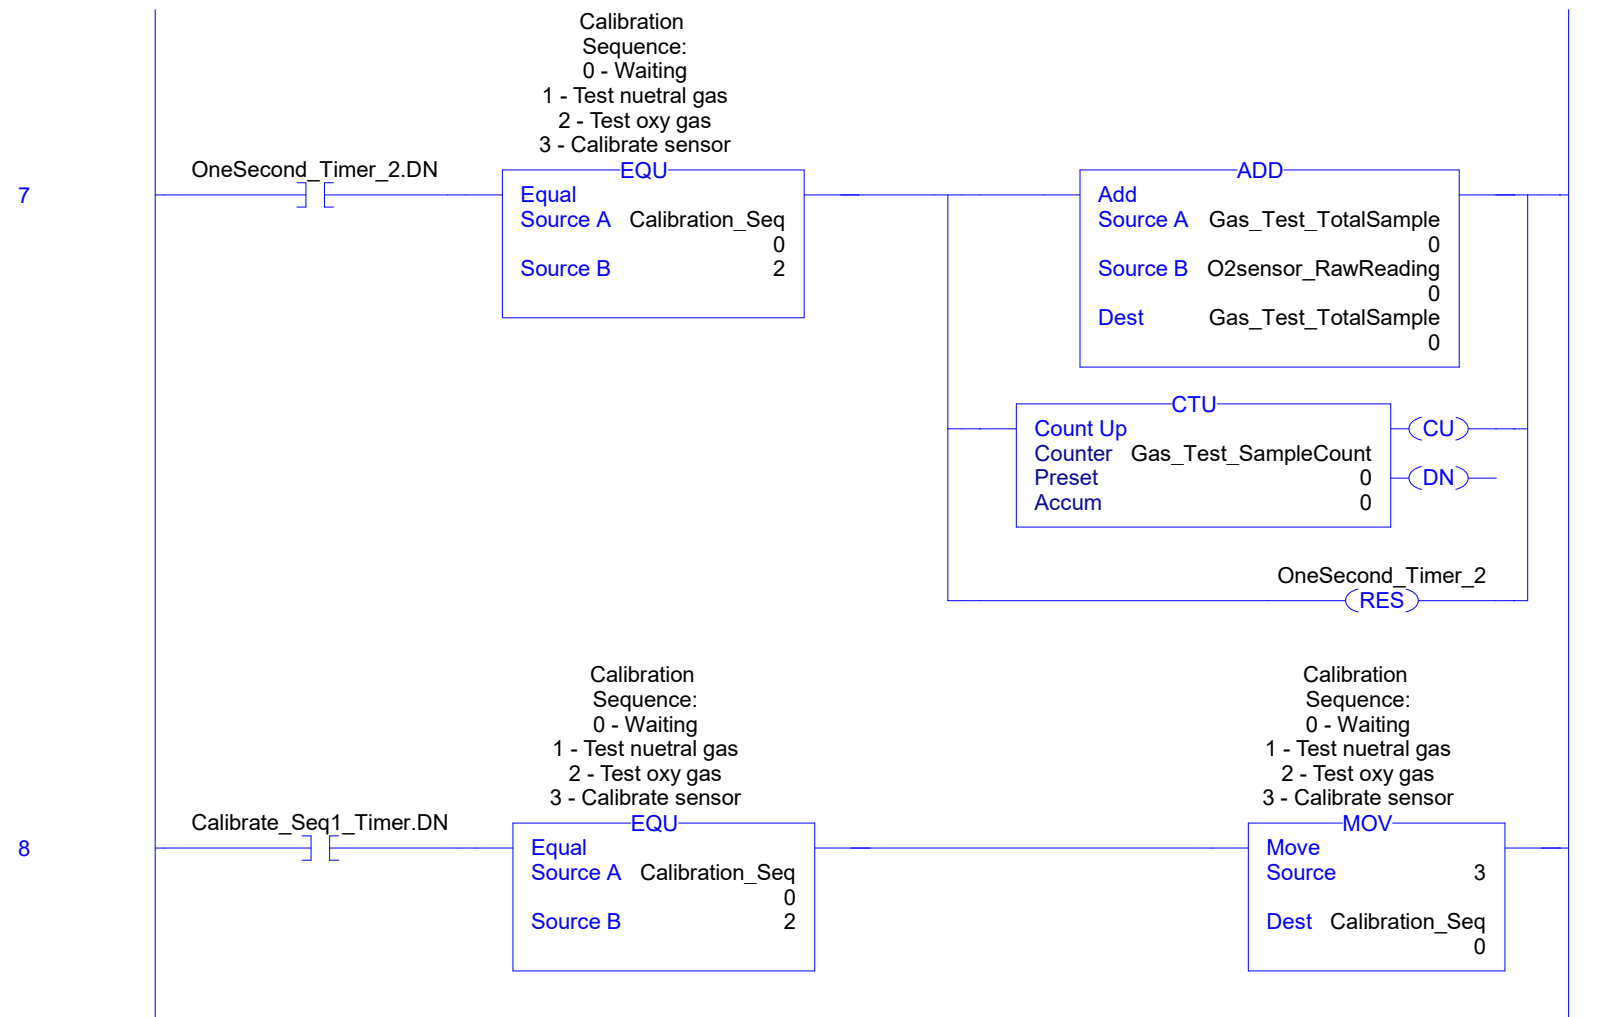 Calibration
Sequence:
0 - Waiting
1 - Test nuetral gas
2 - Test oxy gas
3 - Calibrate sensor
OneSecond_Timer_2.DN
7
EQU
Equal
Source A Calibration_Seq
0
Source B 2
ADD
Add
Source A Gas_Test_TotalSample
0
Source B O2sensor_RawReading
0
Dest Gas_Test_TotalSample
0
CTU
Count Up
Counter Gas_Test_SampleCount
Preset 0
Accum 0
CU
DN
OneSecond_Timer_2
RES
Calibration
Sequence:
0 - Waiting
1 - Test nuetral gas
2 - Test oxy gas
3 - Calibrate sensor
Calibration
Sequence:
0 - Waiting
1 - Test nuetral gas
2 - Test oxy gas
3 - Calibrate sensor
Calibrate_Seq1_Timer.DN
8
EQU
Equal
Source A Calibration_Seq
0
Source B 2
MOV
Move
Source 3
Dest Calibration_Seq
0